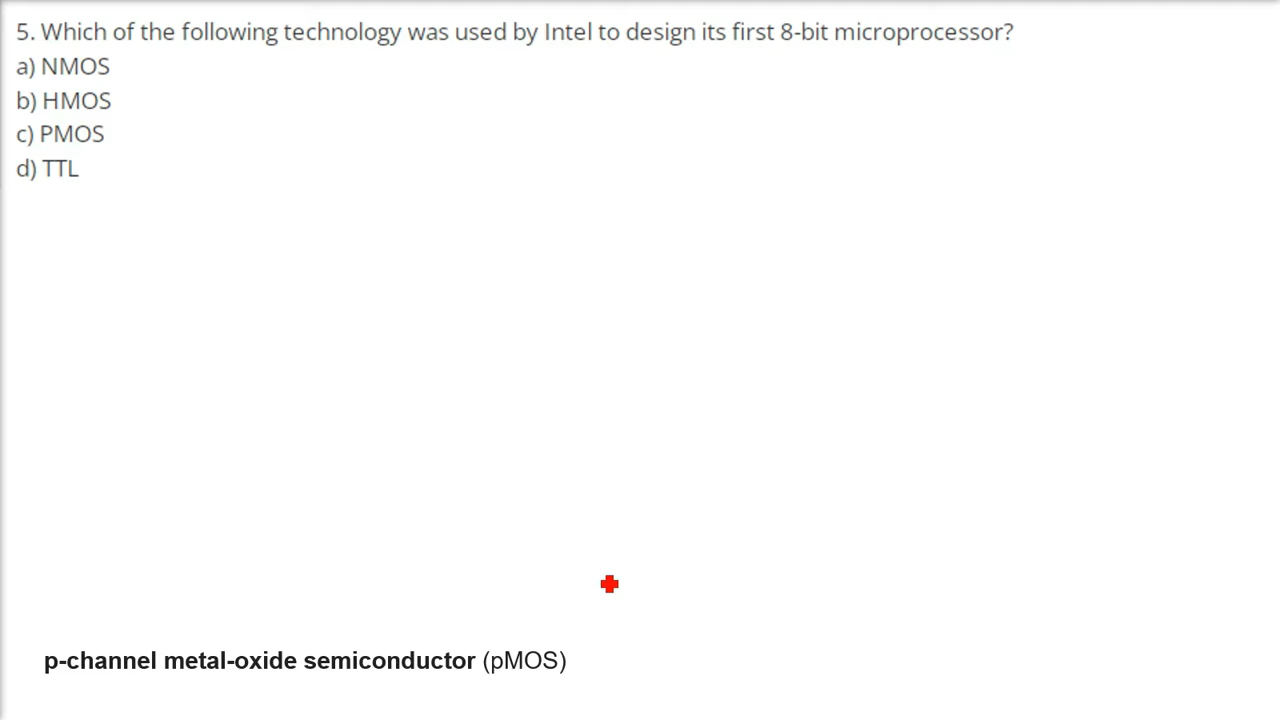 5. Which of the following technology was used by Intel to design its first 8-bit microprocessor?
a) NMOS
b) HMOS
c) PMOS
d) TTL
p-channel metal-oxide semiconductor (pMOS)